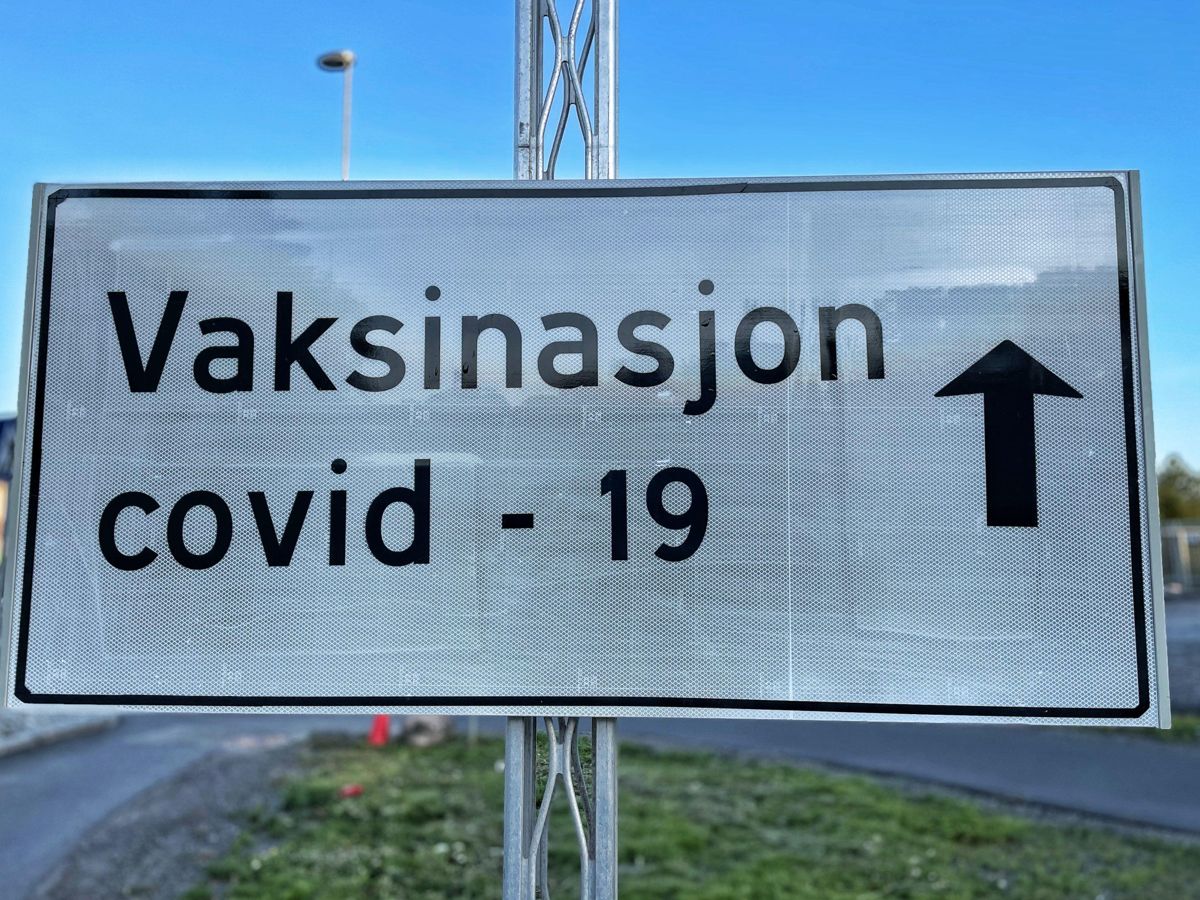 Vaksinasjon
covid - 19